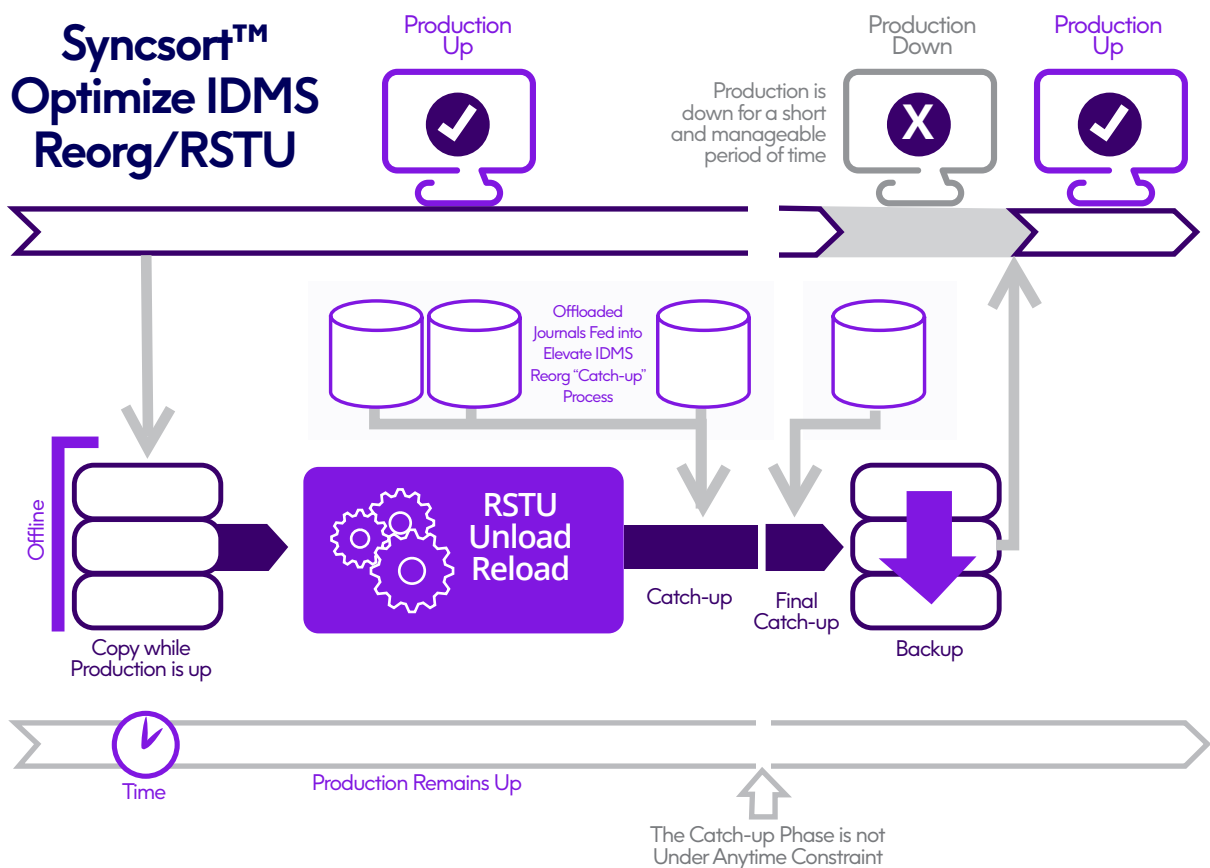 Syncsort™
Optimize IDMS
Reorg/RSTU
Production
Up
Production is
down for a short
and manageable
period of time
Production
Down
X
Production
Up
Offloaded
Journals Fed into
Elevate IDMS
Reorg “Catch-up”
Process
Offline
Copy while
Production is up
RSTU
Unload
Reload
Catch-up
Final
Catch-up
Backup
Time
Production Remains Up
The Catch-up Phase is not
Under Anytime Constraint